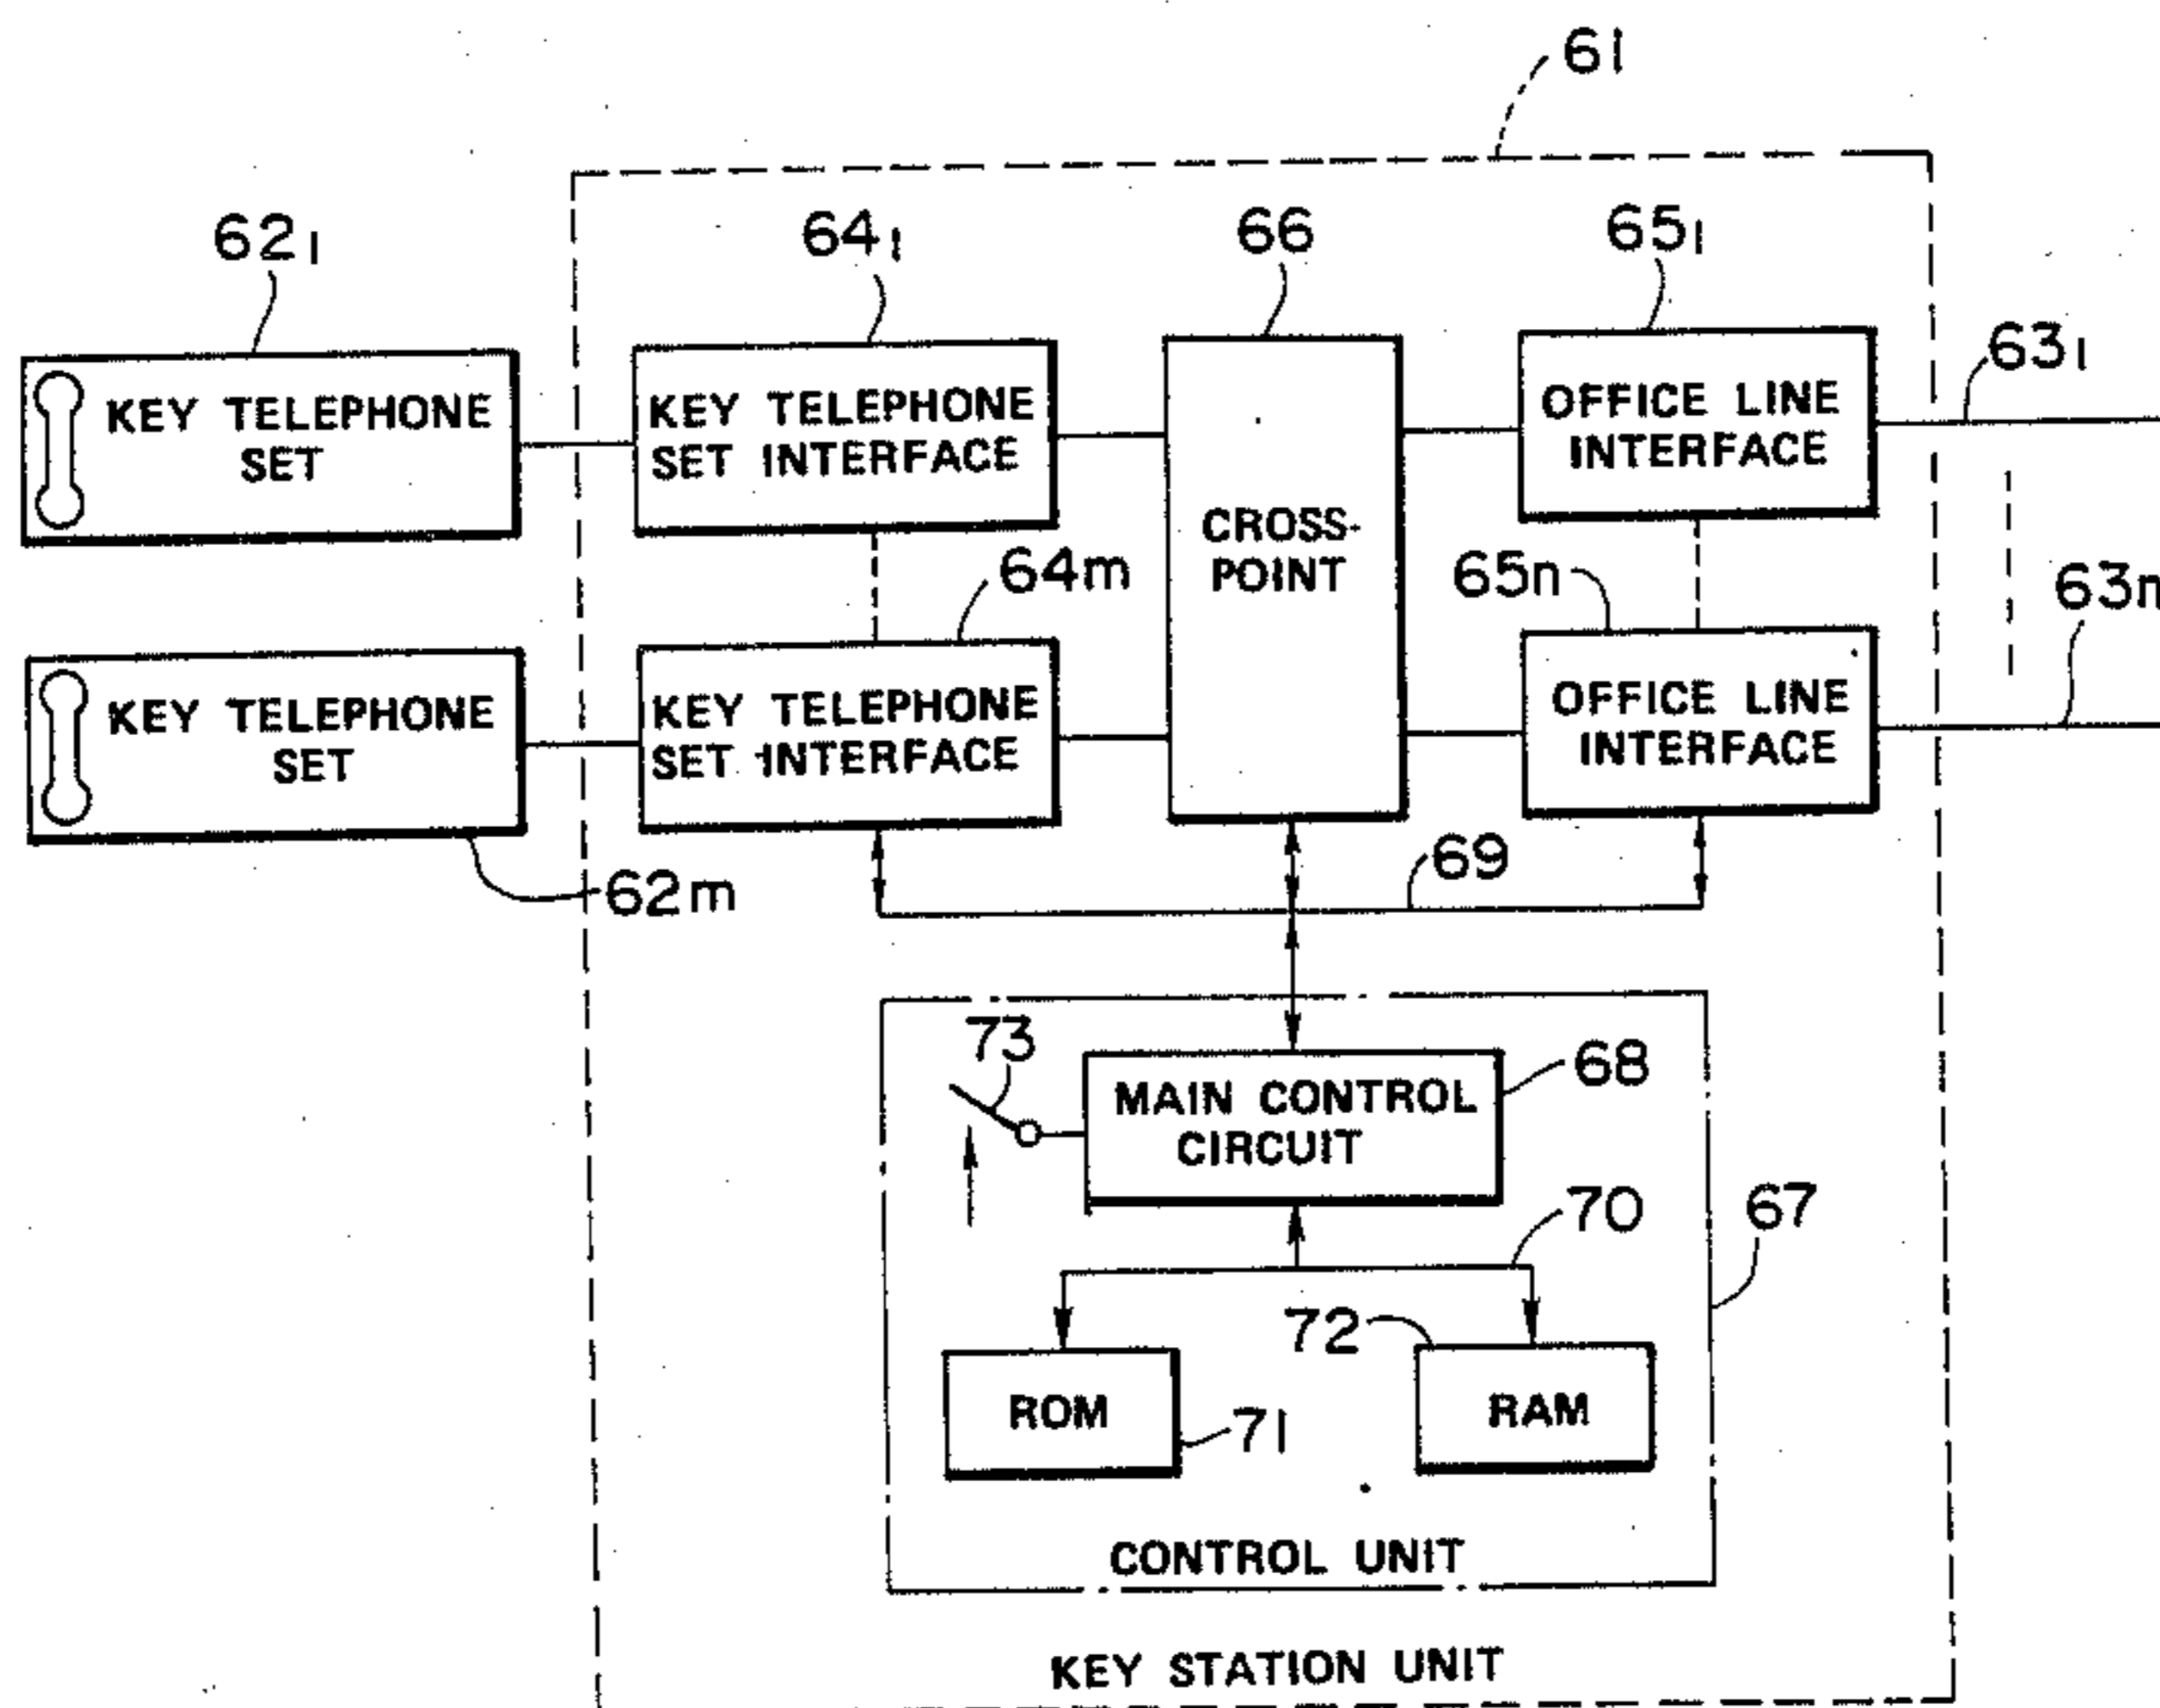 61
62₁
64₁
66
65₁
63₁
KEY TELEPHONE
SET
KEY TELEPHONE
SET INTERFACE
CROSS-
POINT
OFFICE LINE
INTERFACE
64m
65n
63n
KEY TELEPHONE
SET
KEY TELEPHONE
SET INTERFACE
OFFICE LINE
INTERFACE
62m
69
73
MAIN CONTROL
CIRCUIT
68
70
67
72
ROM
71
RAM
CONTROL UNIT
KEY STATION UNIT